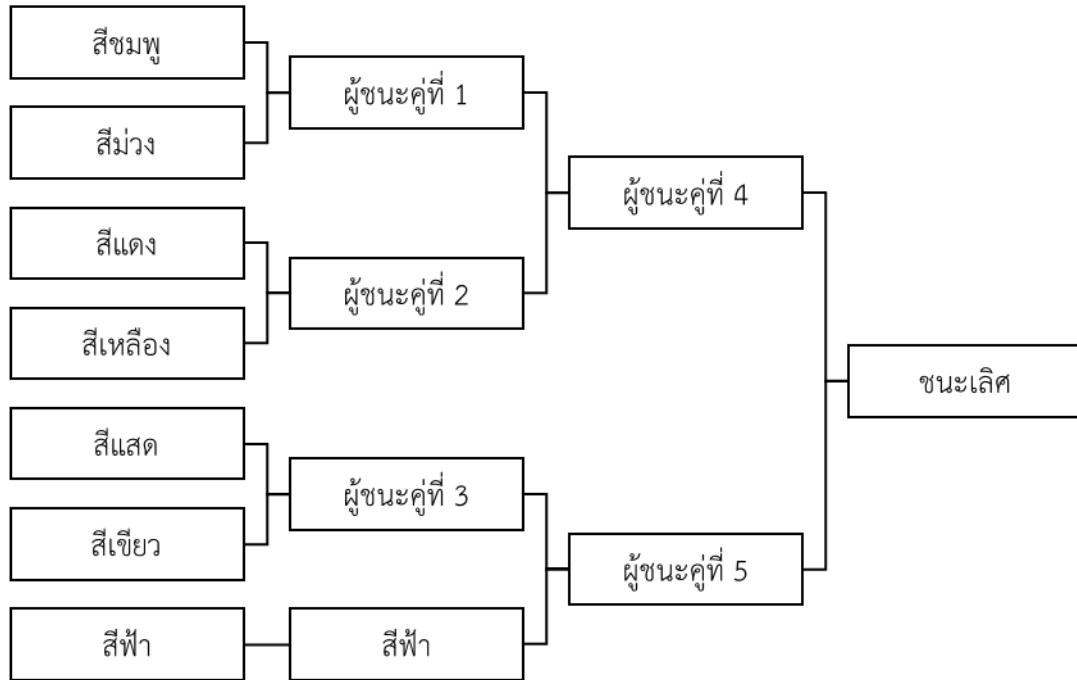 สีชมพู
สีม่วง
สีแดง
สีเหลือง
สีแสด
สีเขียว
สีฟ้า
ผู้ชนะคู่ที่ 1
ผู้ชนะคู่ที่ 2
ผู้ชนะคู่ที่ 3
สีฟ้า
ผู้ชนะคู่ที่ 4
ผู้ชนะคู่ที่ 5
ชนะเลิศ